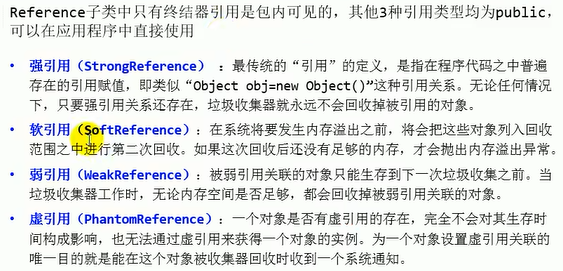 Reference子类中只有终结器引用是包内可见的，其他3种引用类型均为public，
可以在应用程序中直接使用
• 强引用（StrongReference）：最传统的“引用”的定义，是指在程序代码之中普遍
存在的引用赋值，即类似“Object obj=new Object()”这种引用关系。无论任何情况
下，只要强引用关系还存在，垃圾收集器就永远不会回收掉被引用的对象。
• 软引用（SoftReference）：在系统将要发生内存溢出之前，将会把这些对象列入回收
范围之中进行第二次回收。如果这次回收后还没有足够的内存，才会抛出内存溢出异常。
• 弱引用（WeakReference）：被弱引用关联的对象只能生存到下一次垃圾收集之前。当
垃圾收集器工作时，无论内存空间是否足够，都会回收掉被弱引用关联的对象。
• 虚引用（PhantomReference）：一个对象是否有虚引用的存在，完全不会对其生存时
间构成影响，也无法通过虚引用来获得一个对象的实例。为一个对象设置虚引用关联的
唯一目的就是能在这个对象被收集器回收时收到一个系统通知。